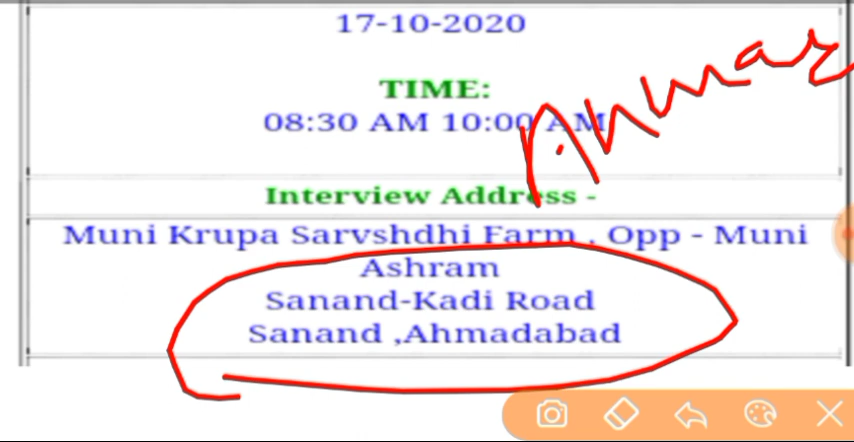 17-10-2020
TIME:
08:30 AM 10:00 AM
Interview Address -
Muni Krupa Sarvshdhi Farm , Opp - Muni
Ashram
Sanand-Kadi Road
Sanand ,Ahmadabad